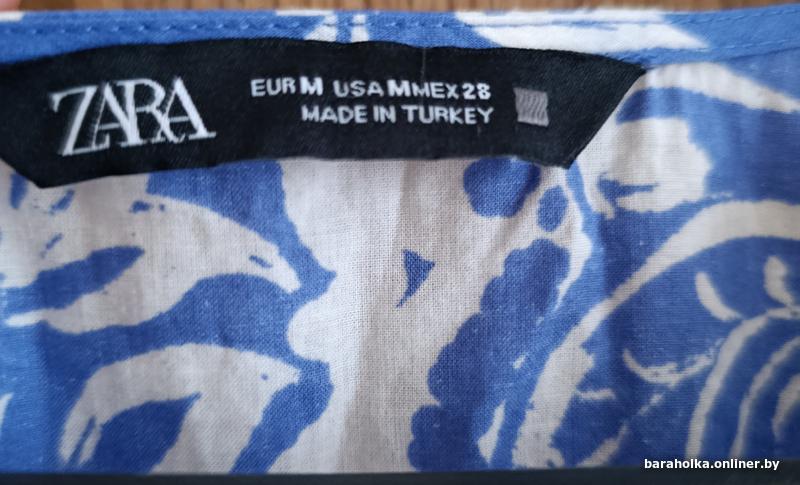 ZARA
EUR M USA M MEX 28
MADE IN TURKEY
baraholka.onliner.by